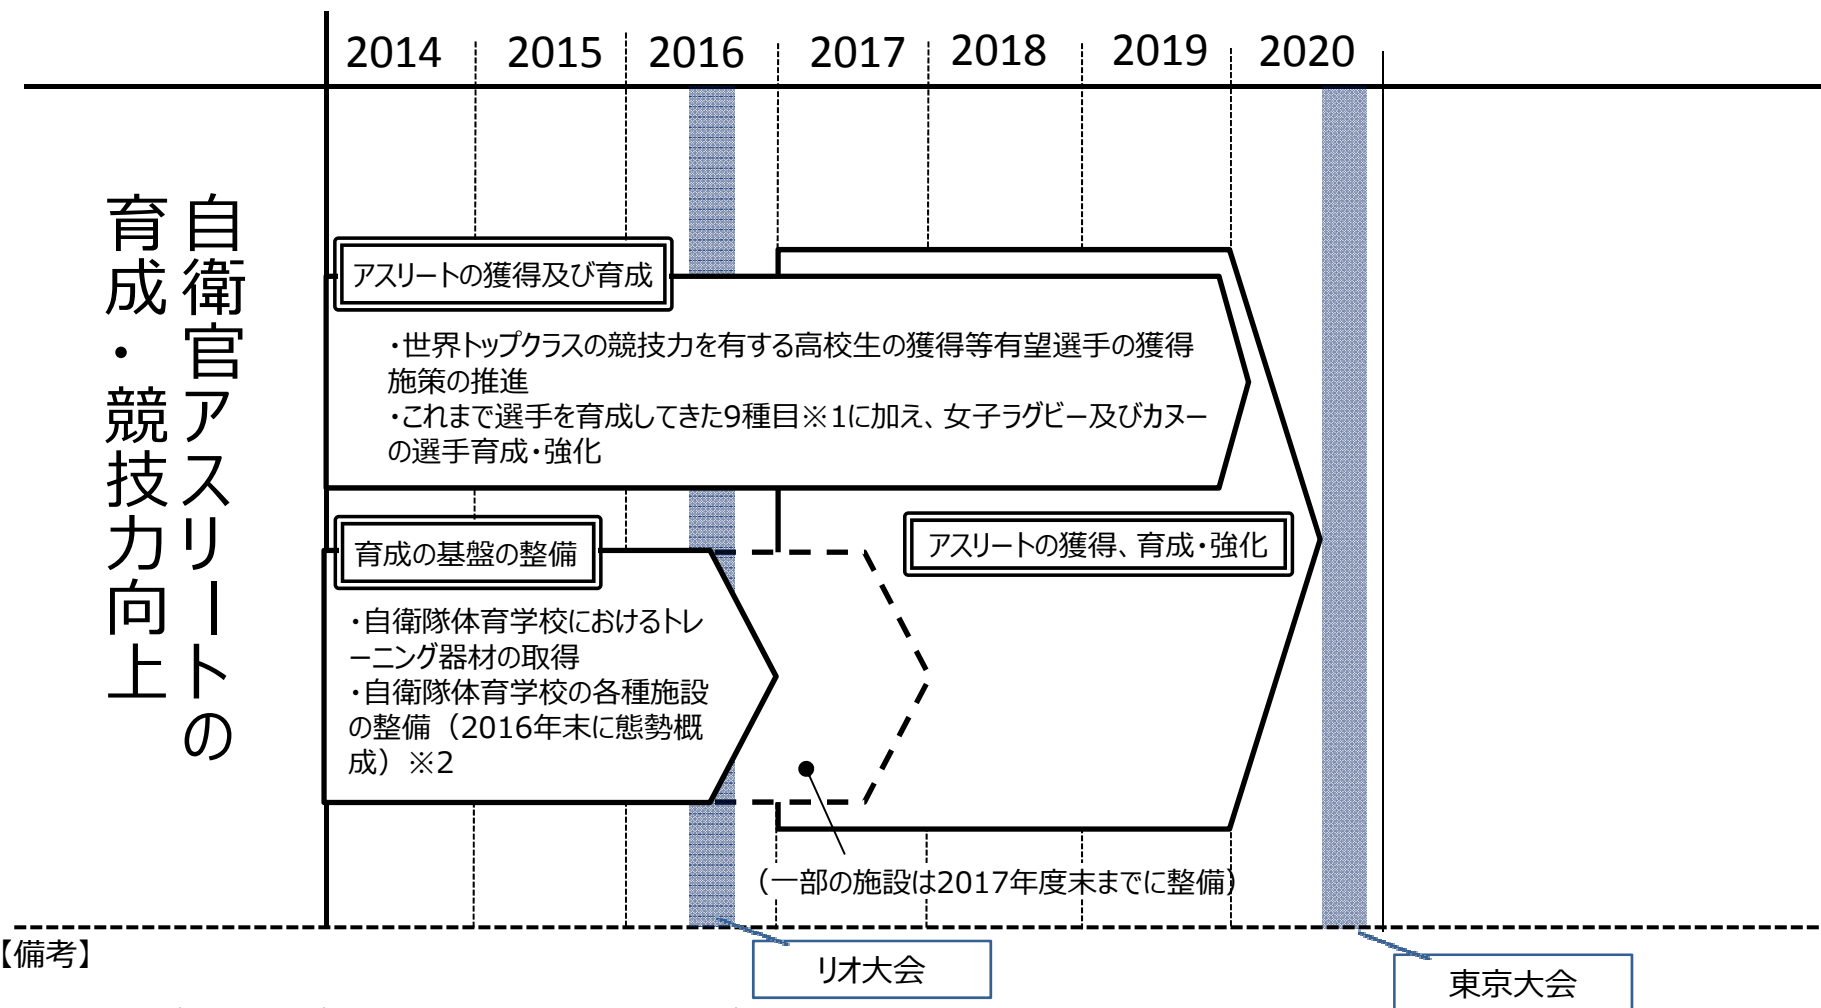 2014 2015 2016 2017 2018 2019 2020
自衛官アスリートの
育成・競技力向上
アスリートの獲得及び育成
・世界トップクラスの競技力を有する高校生の獲得等有望選手の獲得
施策の推進
・これまで選手を育成してきた9種目※1に加え、女子ラグビー及びカヌー
の選手育成・強化
アスリートの獲得、育成・強化
育成の基盤の整備
・自衛隊体育学校におけるトレ
ーニング器材の取得
・自衛隊体育学校の各種施設
の整備（2016年末に態勢概
成）※2
（一部の施設は2017年度末までに整備）
【備考】
リオ大会
東京大会